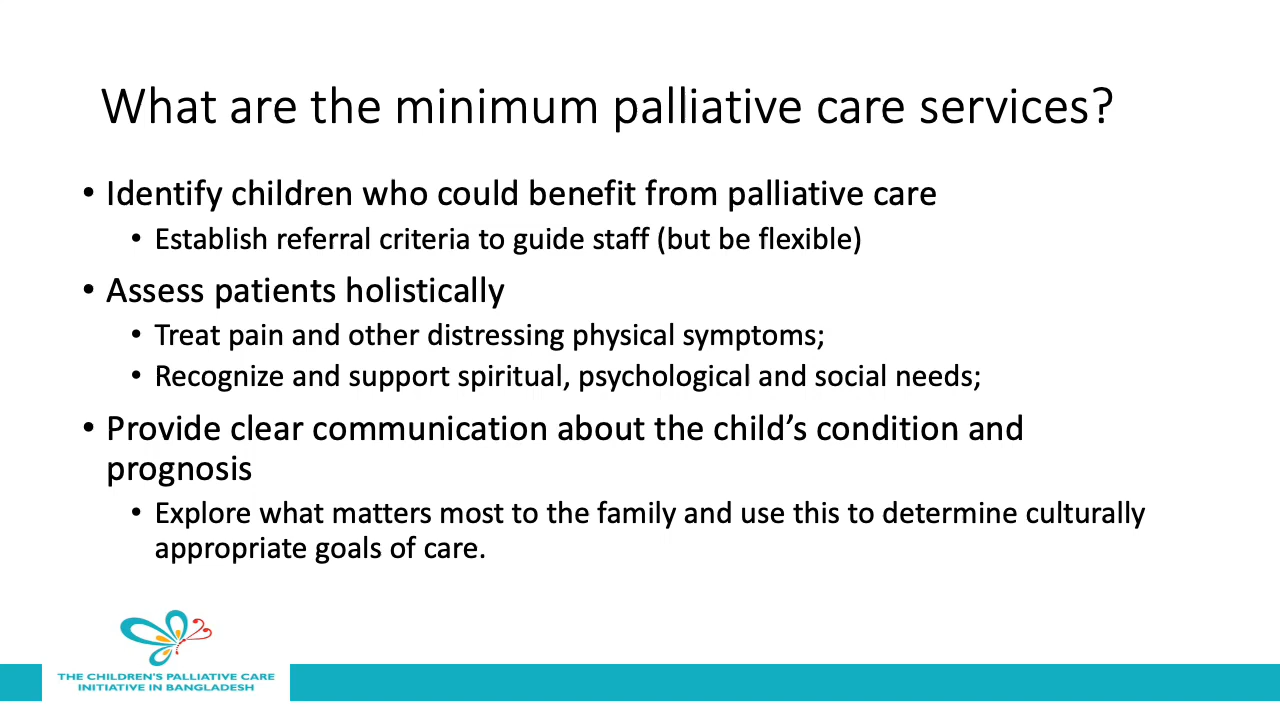 What are the minimum palliative care services?
• Identify children who could benefit from palliative care
• Establish referral criteria to guide staff (but be flexible)
• Assess patients holistically
• Treat pain and other distressing physical symptoms;
• Recognize and support spiritual, psychological and social needs;
• Provide clear communication about the child’s condition and
prognosis
• Explore what matters most to the family and use this to determine culturally
appropriate goals of care.
THE CHILDREN'S PALLIATIVE CARE
INITIATIVE IN BANGLADESH